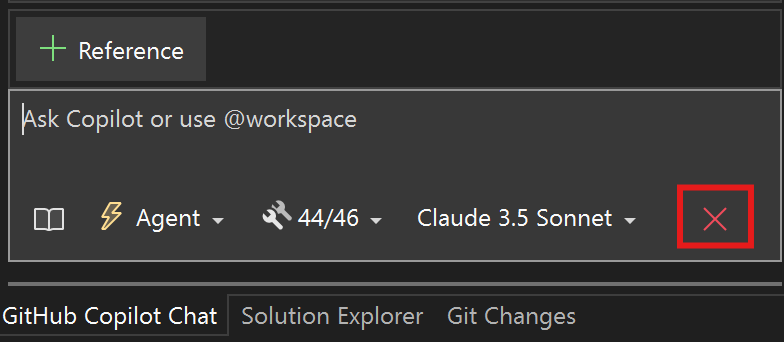 Reference
Ask Copilot or use @workspace
Agent 44/46 Claude 3.5 Sonnet
GitHub Copilot Chat Solution Explorer Git Changes